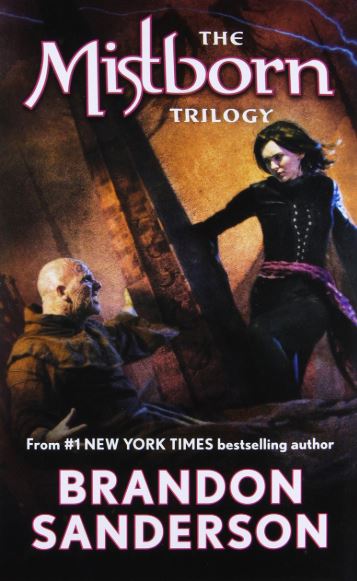 THE
Mistborn
TRILOGY
From #1 NEW YORK TIMES bestselling author
BRANDON
SANDERSON